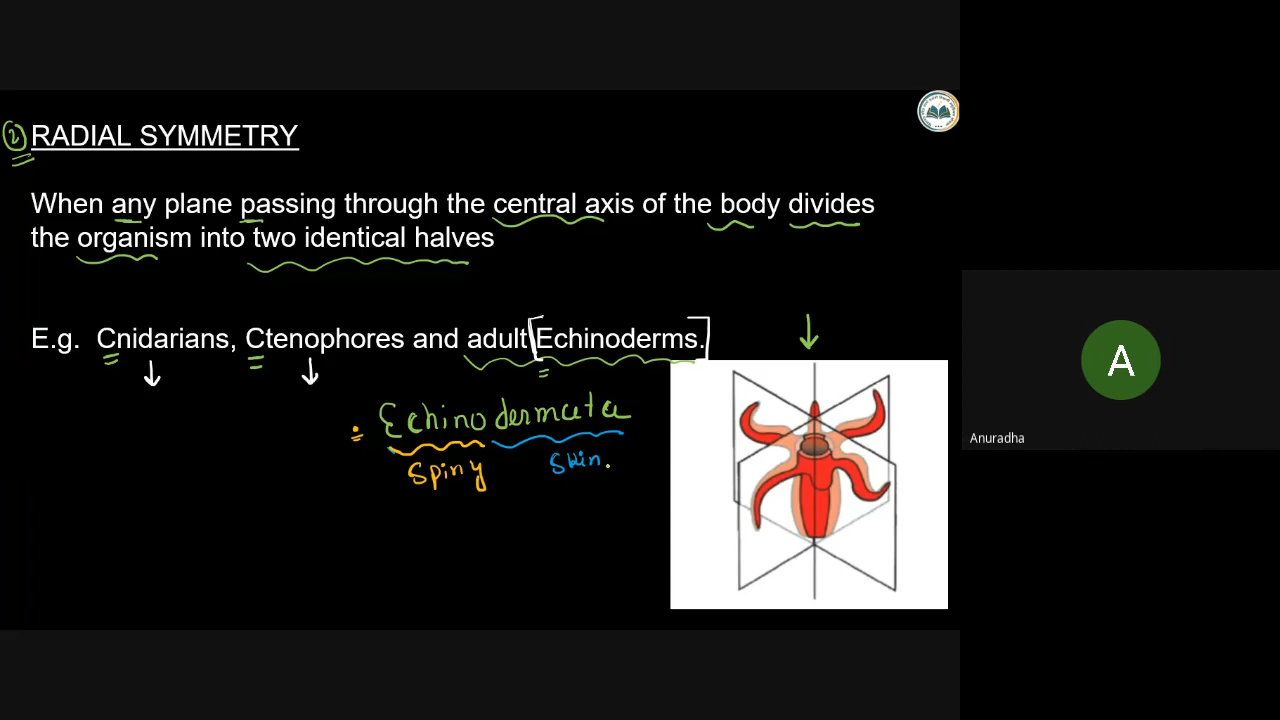 2 RADIAL SYMMETRY
When any plane passing through the central axis of the body divides
the organism into two identical halves
E.g. Cnidarians, Ctenophores and adult [Echinoderms.]
Echinodermata
Spiny Skin.
A
Anuradha